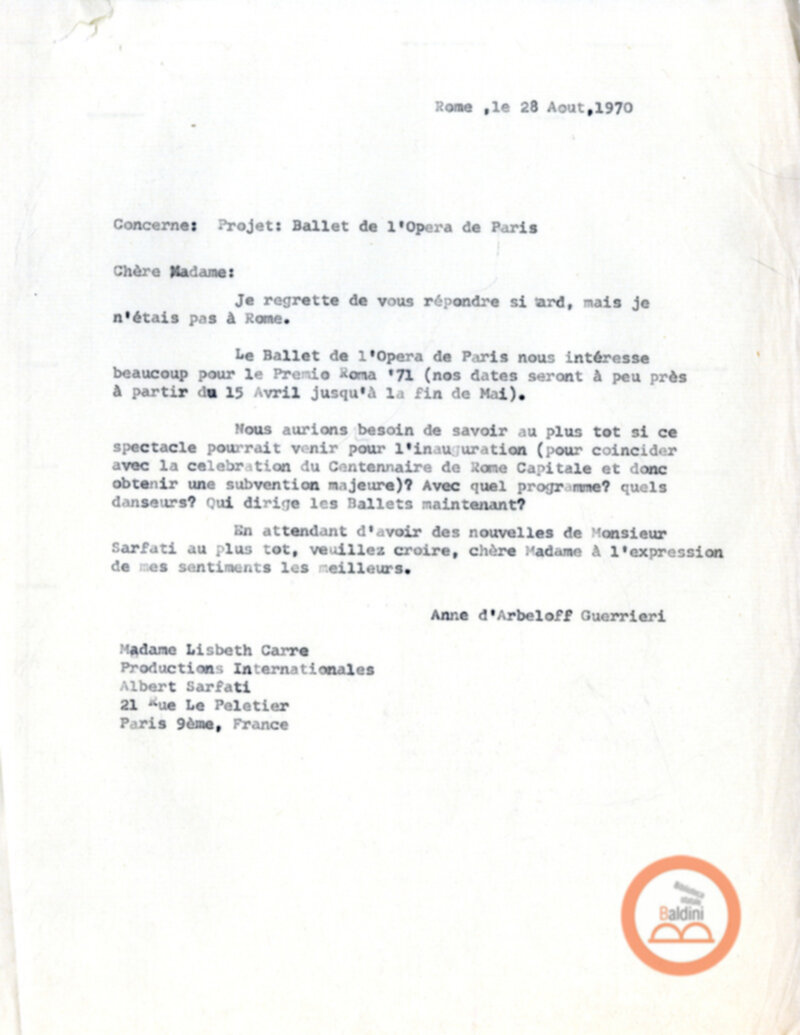 Rome ,le 28 Aout,1970
Concerne: Projet: Ballet de l'Opera de Paris
Chère Madame:
Je regrette de vous répondre si tard, mais je
n'étais pas à Rome.
Le Ballet de l'Opera de Paris nous intéresse
beaucoup pour le Premio Roma '71 (nos dates seront à peu près
à partir du 15 Avril jusqu'à la fin de Mai).
Nous aurions besoin de savoir au plus tot si ce
spectacle pourrait venir pour l'inauguration (pour coincider
avec la celebration du Centennaire de Rome Capitale et donc
obtenir une subvention majeure)? Avec quel programme? quels
danseurs? Qui dirige les Ballets maintenant?
En attendant d'avoir des nouvelles de Monsieur
Sarfati au plus tot, veuillez croire, chère Madame à l'expression
de mes sentiments les meilleurs.
Anne d'Arbeloff Guerrieri
Madame Lisbeth Carre
Productions Internationales
Albert Sarfati
21 Rue Le Peletier
Paris 9ème, France
Biblioteca
statale
Baldini